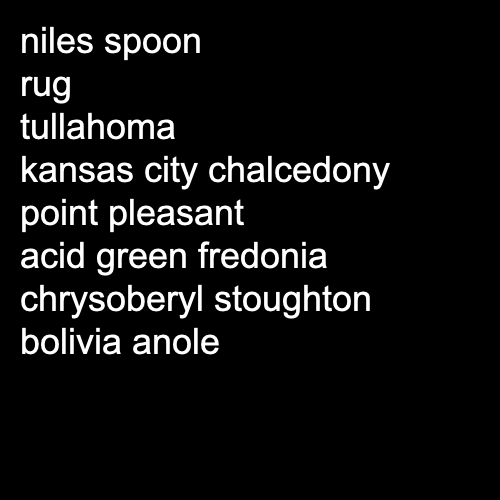 niles spoon
rug
tullahoma
kansas city chalcedony
point pleasant
acid green fredonia
chrysoberyl stoughton
bolivia anole